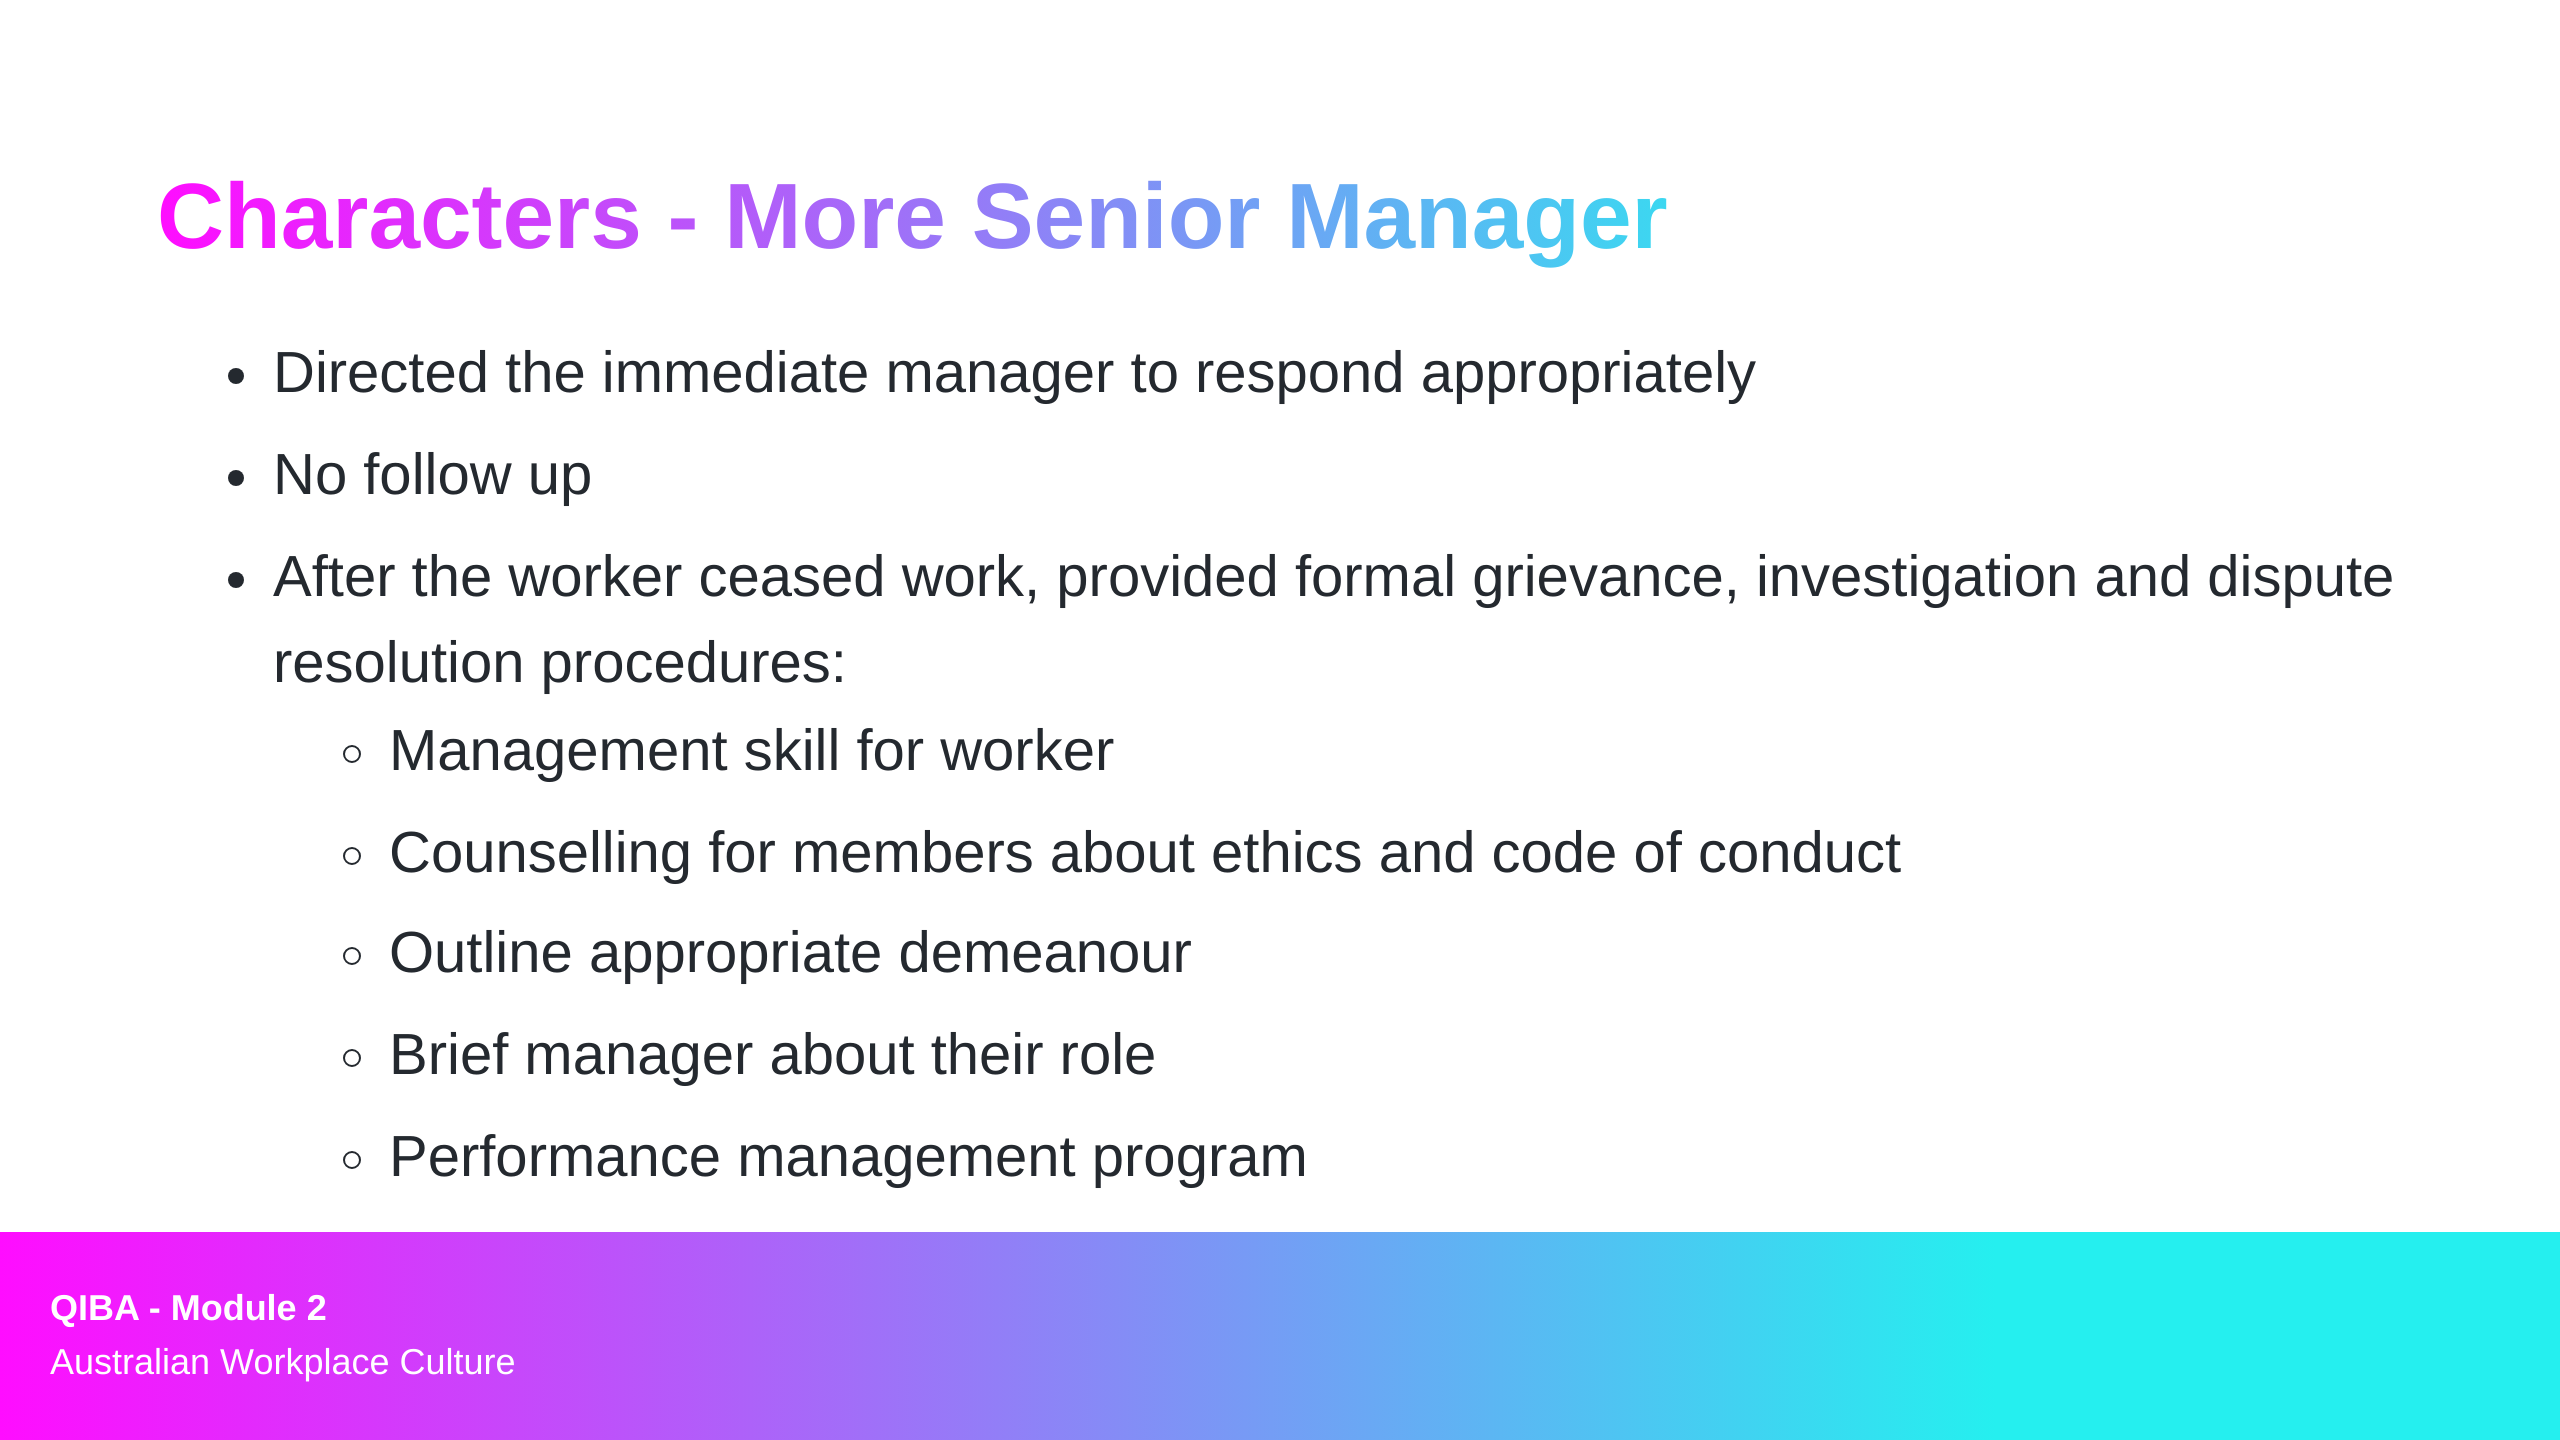 Characters - More Senior Manager
• Directed the immediate manager to respond appropriately
• No follow up
• After the worker ceased work, provided formal grievance, investigation and dispute
resolution procedures:
◦ Management skill for worker
◦ Counselling for members about ethics and code of conduct
◦ Outline appropriate demeanour
◦ Brief manager about their role
◦ Performance management program
QIBA - Module 2
Australian Workplace Culture